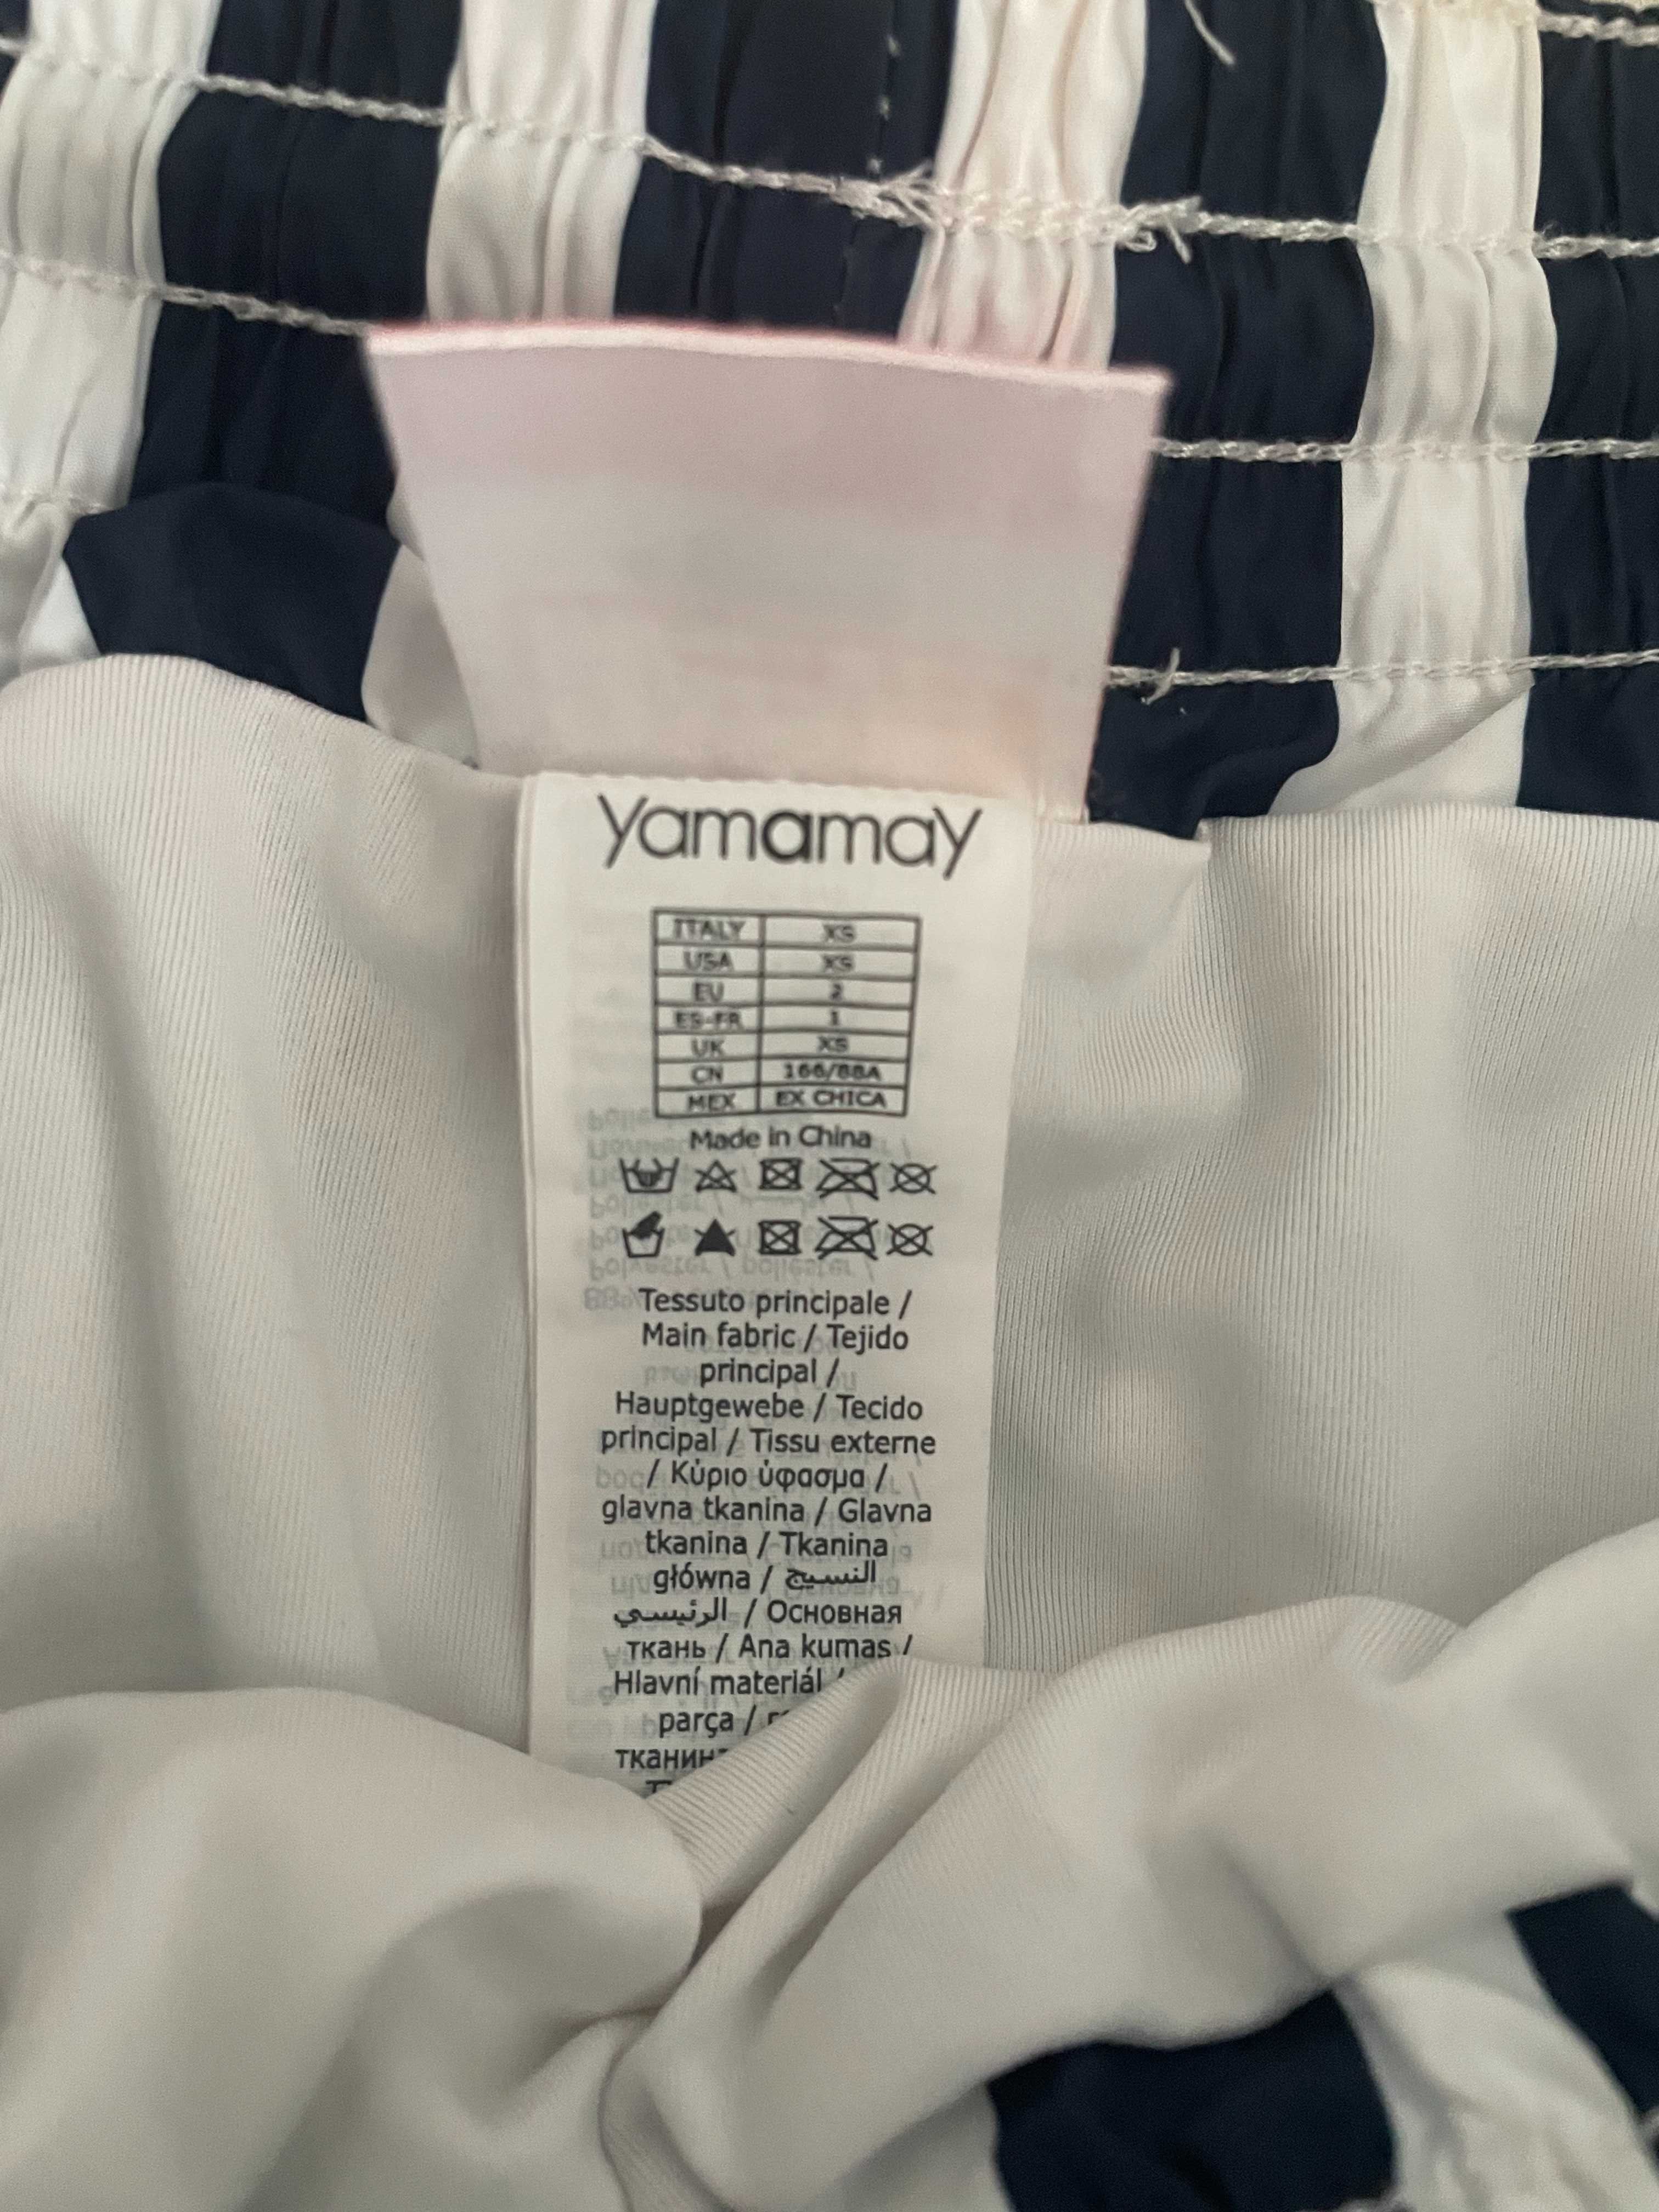 yamamay
ITALY XS
USA XS
EU 2
ES-FR 1
UK XS
CN 166/88A
MEX EX CHICA
Made in China
Tessuto principale /
Main fabric / Tejido
principal /
Hauptgewebe / Tecido
principal / Tissu externe
/ Κύριο ύφασμα /
glavna tkanina / Glavna
tkanina / Tkanina
główna / النسيج
الرئيسي / Основная
ткань / Ana kumas /
Hlavní materiál /
parça /